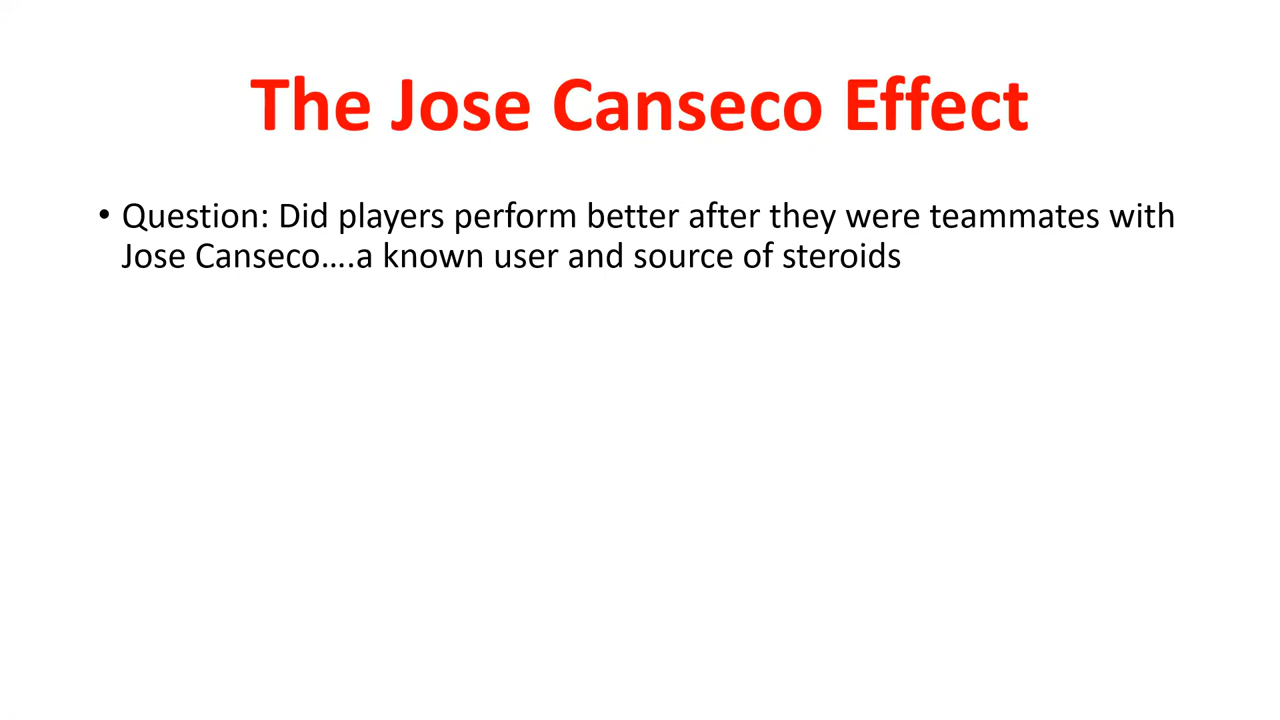 The Jose Canseco Effect
• Question: Did players perform better after they were teammates with
Jose Canseco….a known user and source of steroids